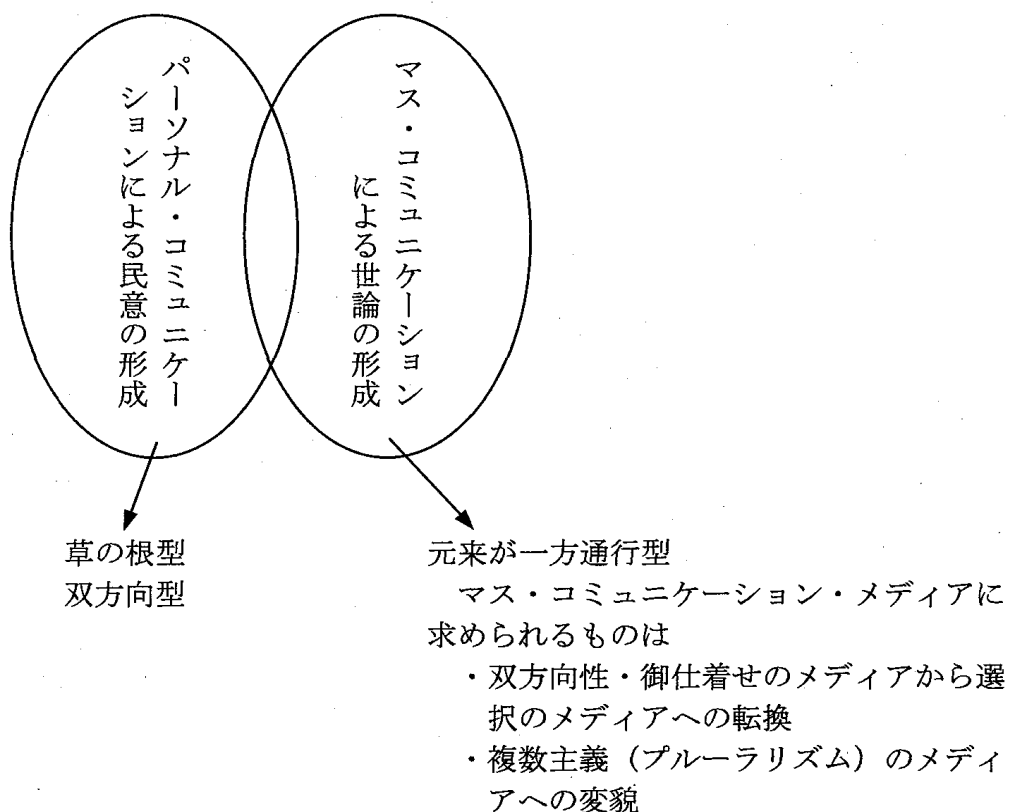 パーソナル・コミュニケー
ションによる民意の形成
マス・コミュニケーション
による世論の形成
草の根型
双方向型
元来が一方通行型
マス・コミュニケーション・メディアに
求められるものは
・双方向性・御仕着せのメディアから選
択のメディアへの転換
・複数主義（プルーラリズム）のメディ
アへの変貌